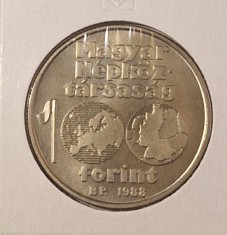 Magyar
Népköz-
társaság
100
forint
BP. 1988